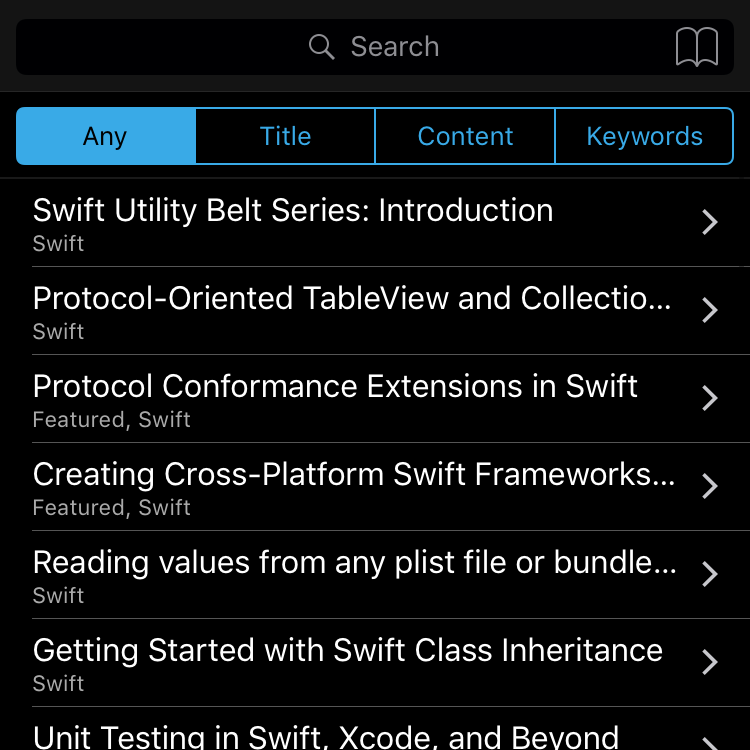 Search
Any Title Content Keywords
Swift Utility Belt Series: Introduction
Swift
Protocol-Oriented TableView and Collectio...
Swift
Protocol Conformance Extensions in Swift
Featured, Swift
Creating Cross-Platform Swift Frameworks...
Featured, Swift
Reading values from any plist file or bundle...
Swift
Getting Started with Swift Class Inheritance
Swift
Unit Testing in Swift, Xcode, and Beyond